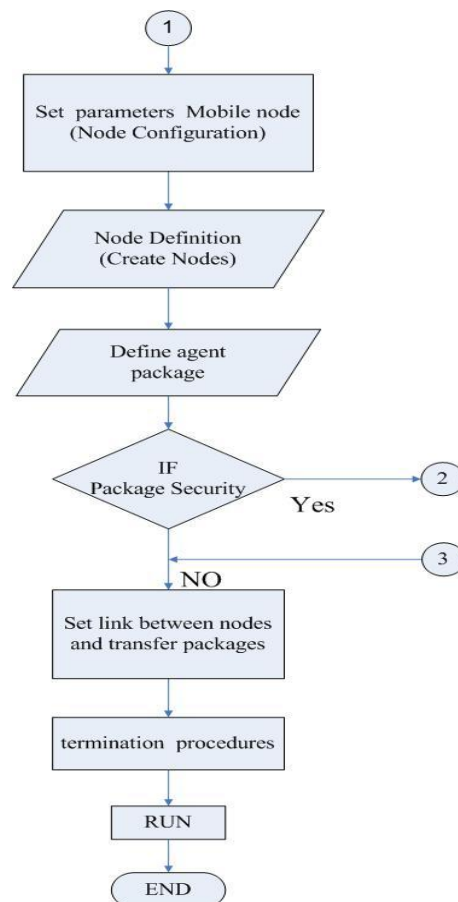 1
Set parameters Mobile node
(Node Configuration)
Node Definition
(Create Nodes)
Define agent
package
IF
Package Security
2
Yes
3
NO
Set link between nodes
and transfer packages
termination procedures
RUN
END